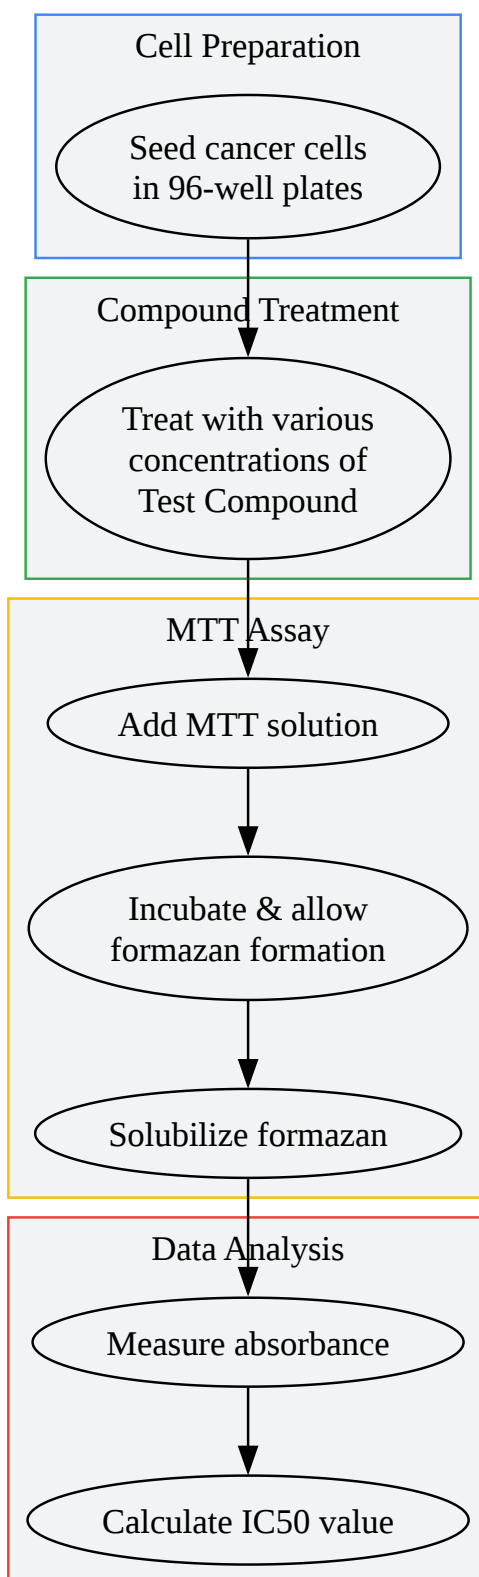 Cell Preparation
Seed cancer cells
in 96-well plates
Compound Treatment
Treat with various
concentrations of
Test Compound
MTT Assay
Add MTT solution
Incubate & allow
formazan formation
Solubilize formazan
Data Analysis
Measure absorbance
Calculate IC50 value